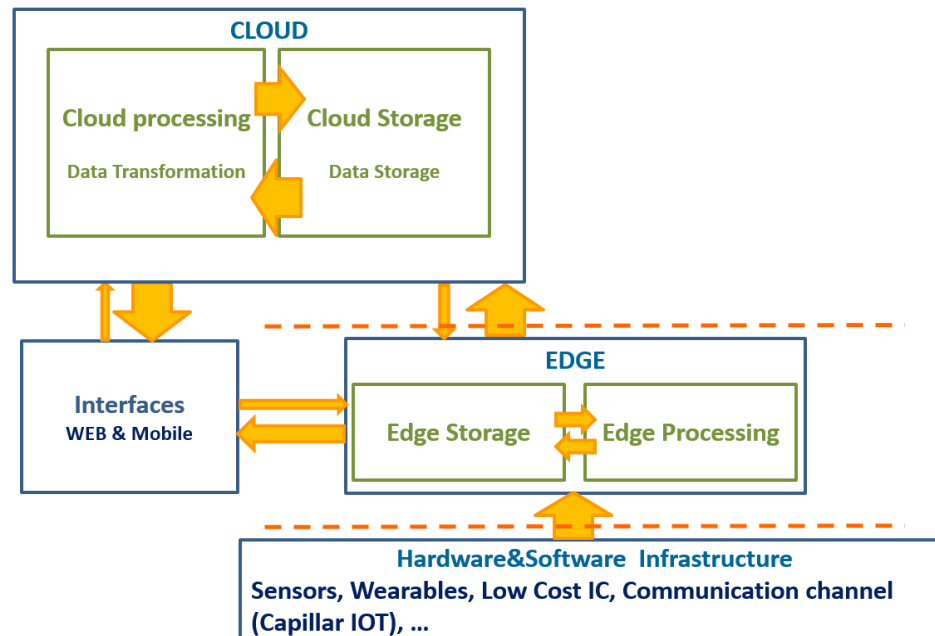 CLOUD
Cloud processing
Data Transformation
Cloud Storage
Data Storage
Interfaces
WEB & Mobile
EDGE
Edge Storage
Edge Processing
Hardware&Software Infrastructure
Sensors, Wearables, Low Cost IC, Communication channel
(Capillar IOT), ...